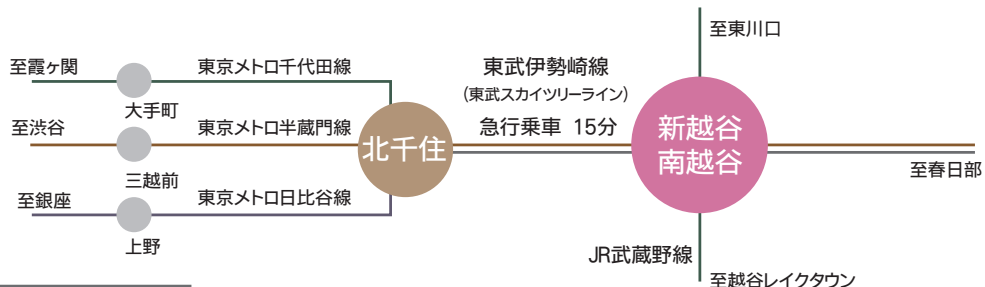 至東川口
至霞ヶ関
東京メトロ千代田線
東武伊勢崎線
(東武スカイツリーライン)
大手町
至渋谷
東京メトロ半蔵門線
急行乗車 15分
北千住
新越谷
南越谷
三越前
至春日部
至銀座
東京メトロ日比谷線
上野
JR武蔵野線
至越谷レイクタウン